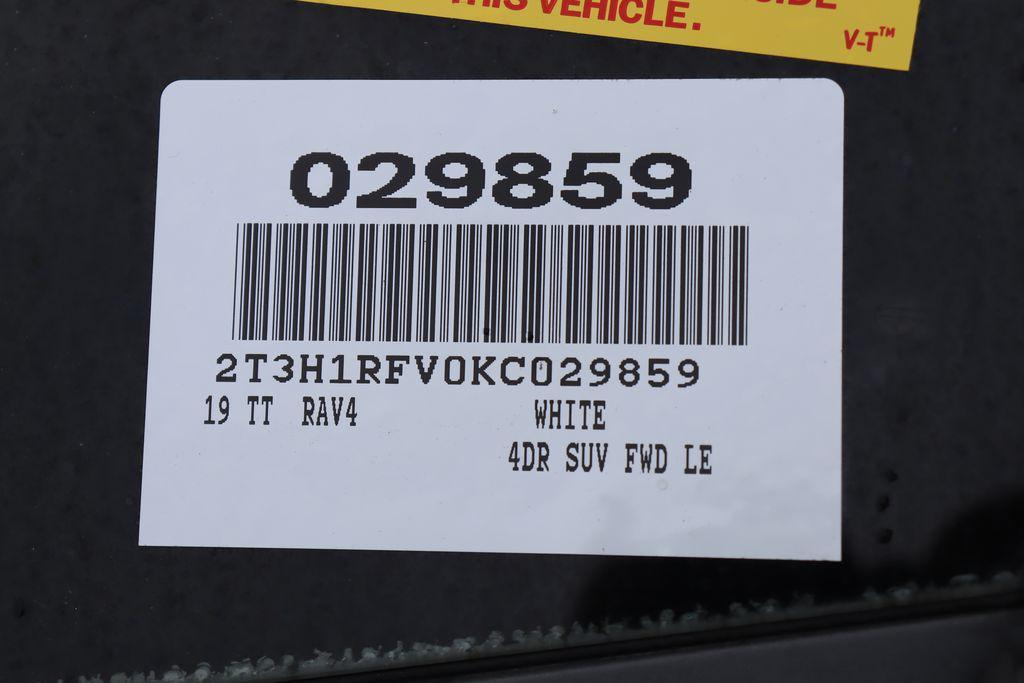 THIS VEHICLE.
V-T™
029859
2T3H1RFV0KC029859
19 TT RAV4 WHITE
4DR SUV FWD LE